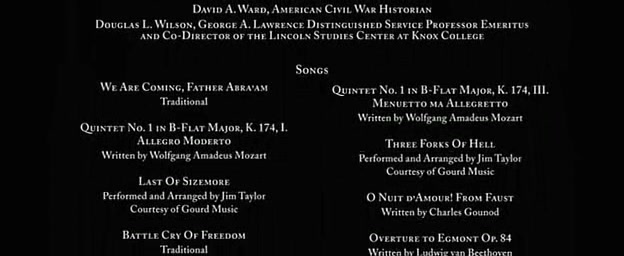 David A. Ward, American Civil War Historian
Douglas L. Wilson, George A. Lawrence Distinguished Service Professor Emeritus
and Co-Director of the Lincoln Studies Center at Knox College
Songs
We Are Coming, Father Abra'am
Traditional
Quintet No. 1 in B-Flat Major, K. 174, I.
Allegro Moderto
Written by Wolfgang Amadeus Mozart
Last Of Sizemore
Performed and Arranged by Jim Taylor
Courtesy of Gourd Music
Battle Cry Of Freedom
Traditional
Quintet No. 1 in B-Flat Major, K. 174, III.
Menuetto ma Allegretto
Written by Wolfgang Amadeus Mozart
Three Forks Of Hell
Performed and Arranged by Jim Taylor
Courtesy of Gourd Music
O Nuit d'Amour! From Faust
Written by Charles Gounod
Overture to Egmont Op. 84
Written by Ludwig van Beethoven